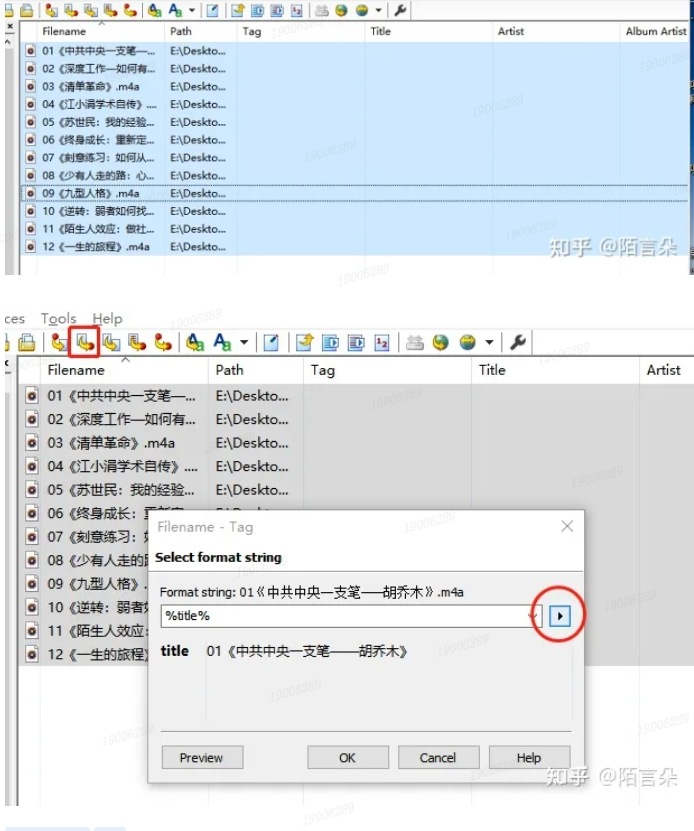 Filename Path Tag Title Artist Album Artist
01《中共中央一支笔—... E:\Deskto...
02《深度工作—如何有... E:\Deskto...
03《清单革命》.m4a E:\Deskto...
04《江小涓学术自传》.... E:\Deskto...
05《苏世民：我的经验... E:\Deskto...
06《终身成长：重新定... E:\Deskto...
07《刻意练习：如何从... E:\Deskto...
08《少有人走的路：心... E:\Deskto...
09《九型人格》.m4a E:\Deskto...
10《逆转：弱者如何找... E:\Deskto...
11《陌生人效应：做社... E:\Deskto...
12《一生的旅程》.m4a E:\Deskto...
知乎 @陌言朵
ces Tools Help
Filename Path Tag Title Artist
01《中共中央一支笔—... E:\Deskto...
02《深度工作—如何有... E:\Deskto...
03《清单革命》.m4a E:\Deskto...
04《江小涓学术自传》.... E:\Deskto...
05《苏世民：我的经验... E:\Deskto...
06《终身成长：
07《刻意练习：
08《少有人走的
09《九型人格》.
10《逆转：弱者
11《陌生人效应：
12《一生的旅程》
Filename - Tag
Select format string
Format string: 01《中共中央一支笔——胡乔木》.m4a
%title%
title 01《中共中央一支笔——胡乔木》
Preview OK Cancel Help
知乎 @陌言朵
19006289